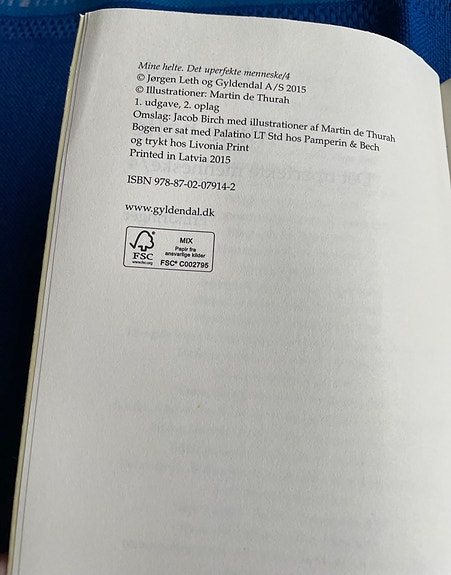 Mine helte. Det uperfekte menneske/4
© Jørgen Leth og Gyldendal A/S 2015
© Illustrationer: Martin de Thurah
1. udgave, 2. oplag
Omslag: Jacob Birch med illustrationer af Martin de Thurah
Bogen er sat med Palatino LT Std hos Pamperin & Bech
og trykt hos Livonia Print
Printed in Latvia 2015
ISBN 978-87-02-07914-2
www.gyldendal.dk
FSC
www.fsc.org
MIX
Papir fra
ansvarlige kilder
FSC® C002795